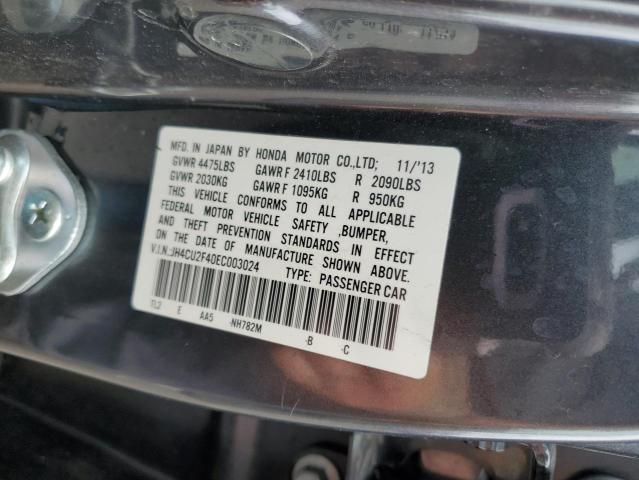 MFD. IN JAPAN BY HONDA MOTOR CO.,LTD; 11/'13
GVWR 4475LBS GAWR F 2410LBS R 2090LBS
GVWR 2030KG GAWR F 1095KG R 950KG
THIS VEHICLE CONFORMS TO ALL APPLICABLE
FEDERAL MOTOR VEHICLE SAFETY ,BUMPER,
AND THEFT PREVENTION STANDARDS IN EFFECT
ON THE DATE OF MANUFACTURE SHOWN ABOVE.
V.I.N.:JH4CU2F40EC003024 TYPE: PASSENGER CAR
TL2 E AA5 -NH782M -B -C